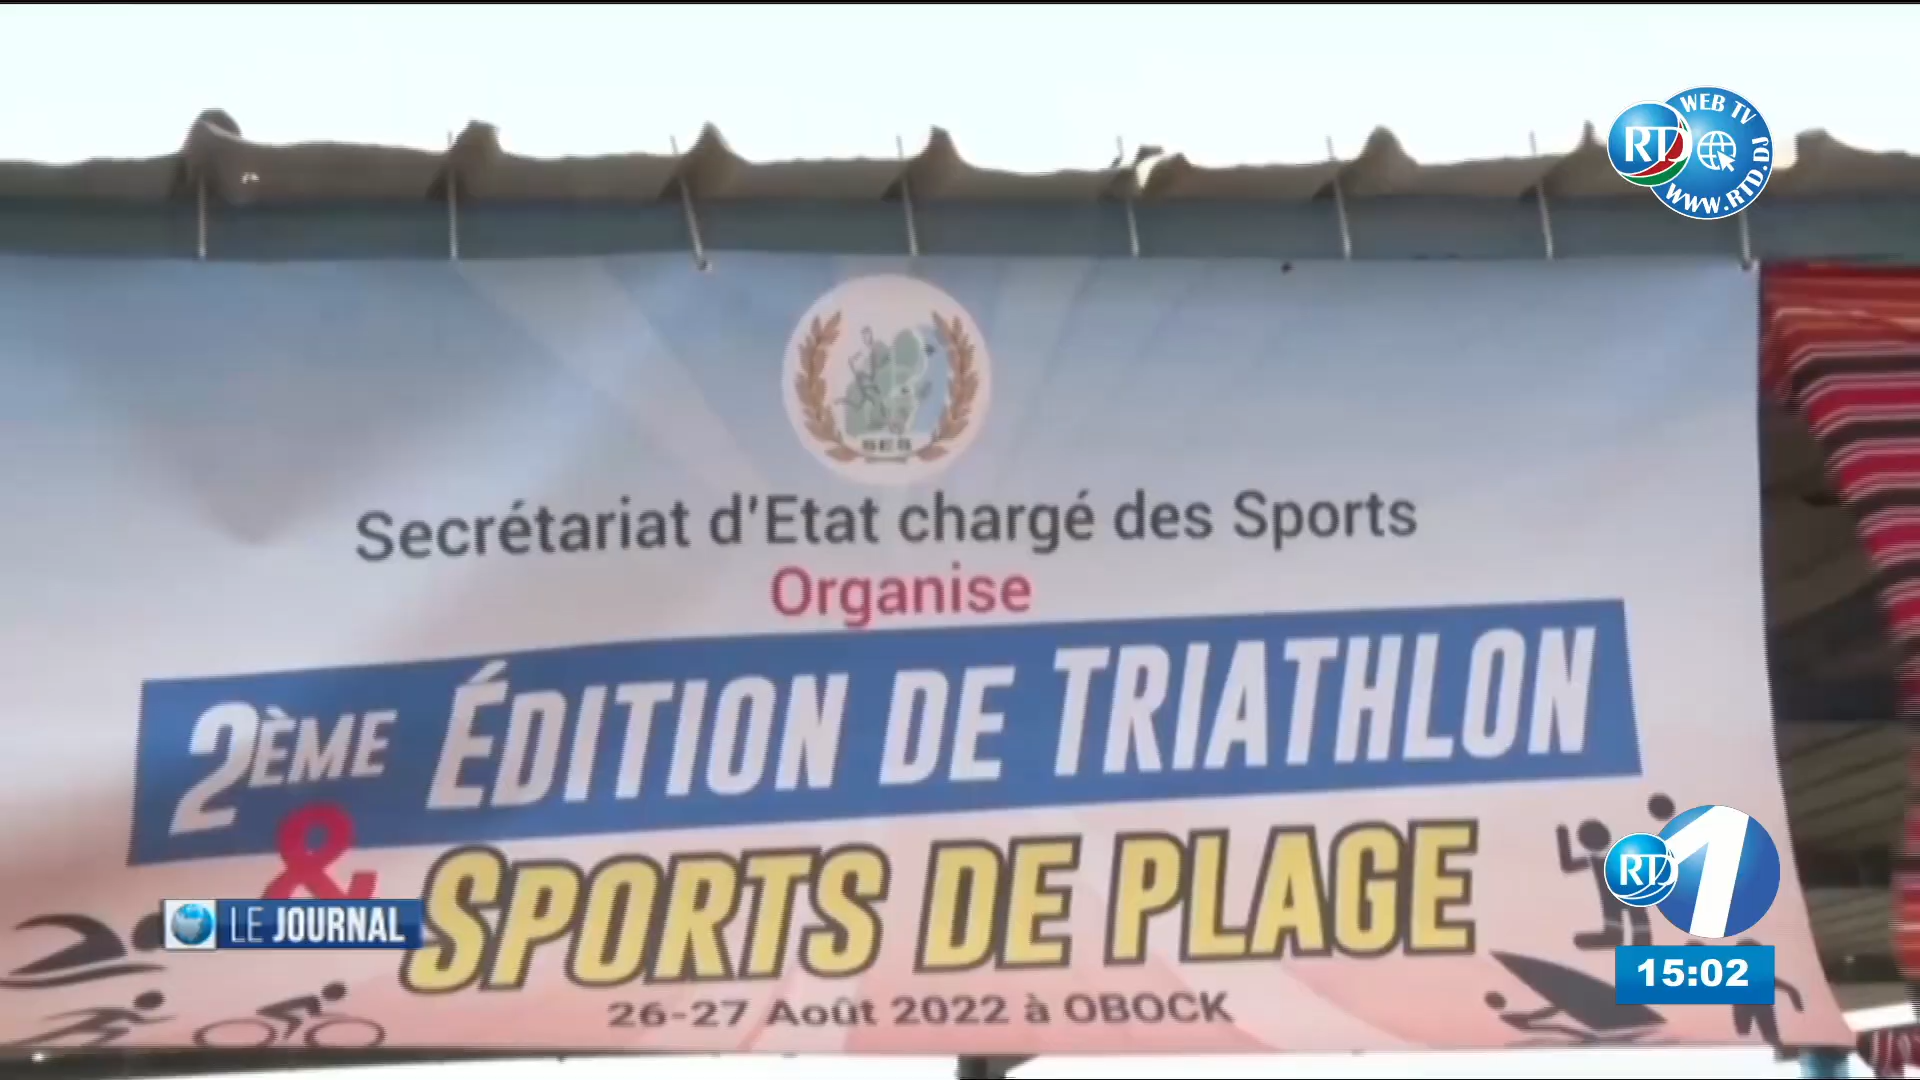 WEB TV
RTD
WWW.RTD.DJ
SES
Secrétariat d'Etat chargé des Sports
Organise
2ÈME ÉDITION DE TRIATHLON
& SPORTS DE PLAGE
26-27 Août 2022 à OBOCK
LE JOURNAL
RTD 1
15:02